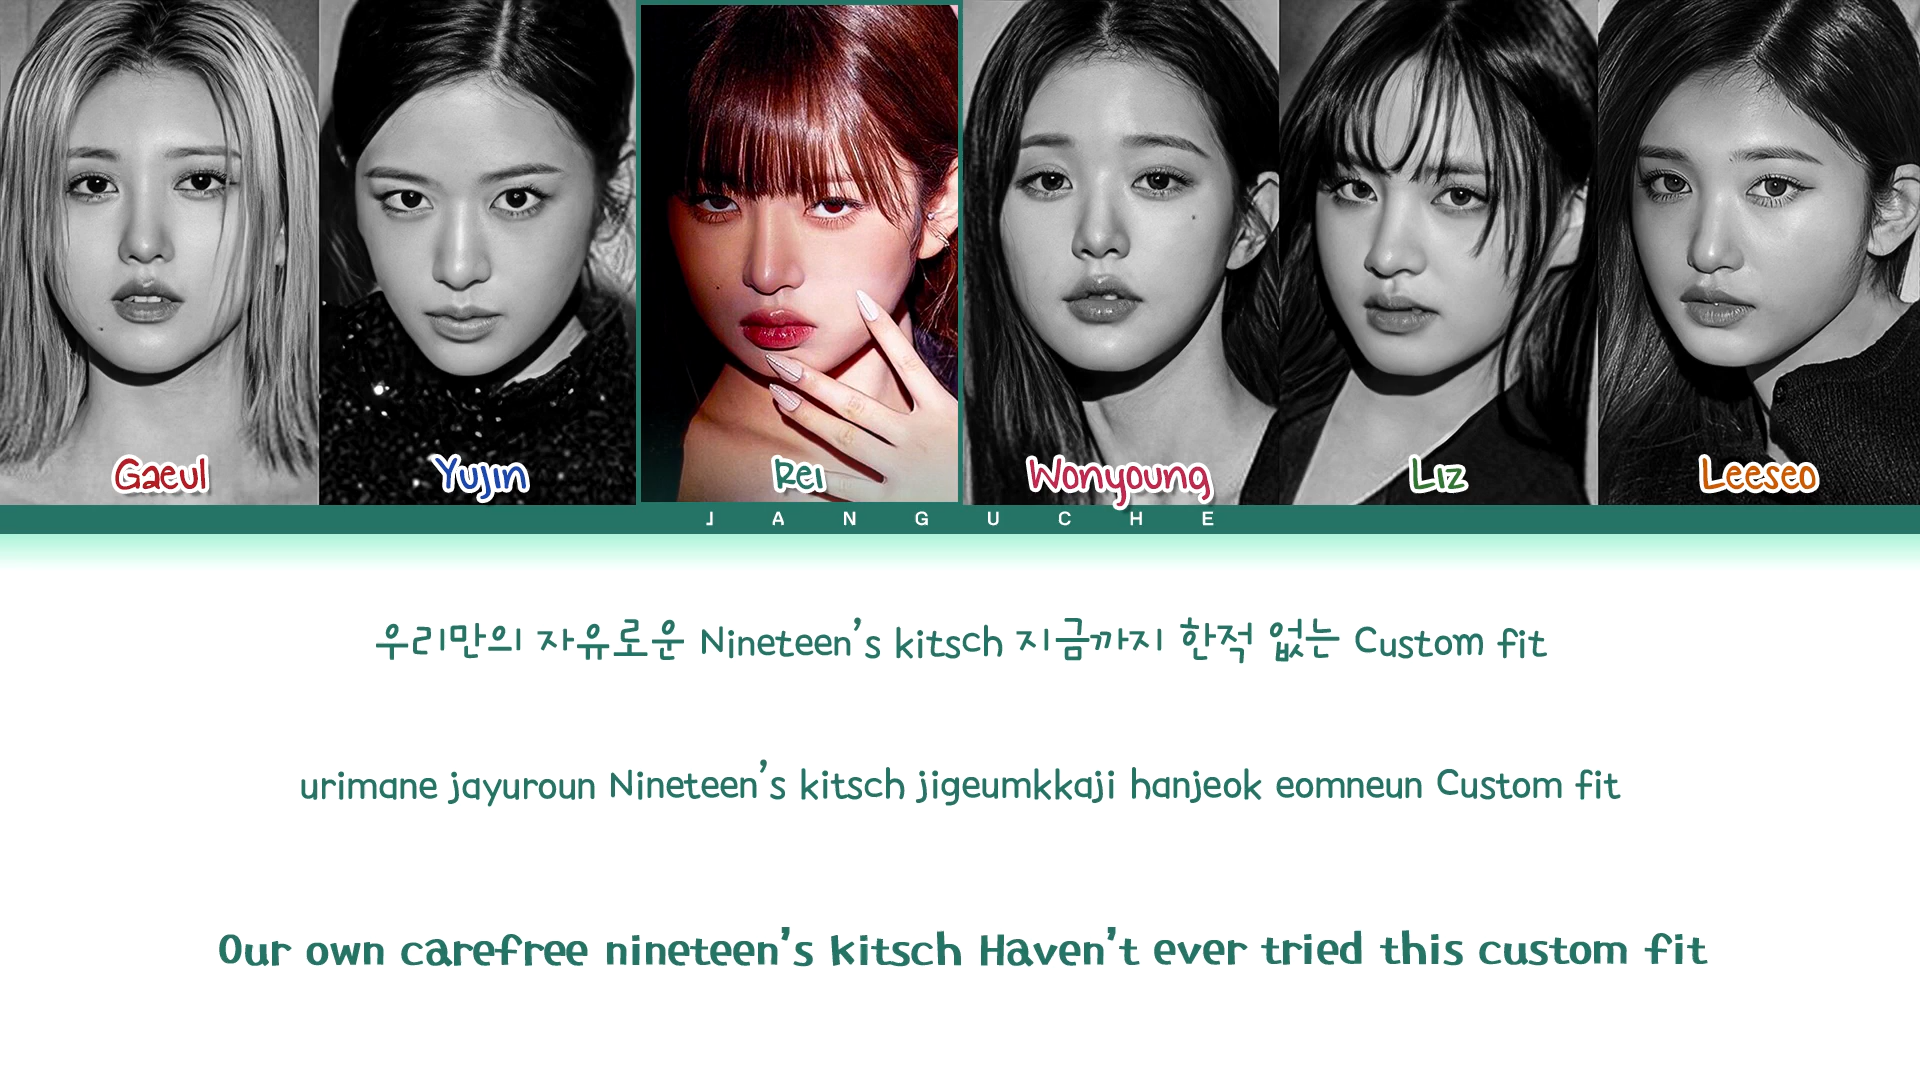 Gaeul Yujin Rei Wonyoung Liz Leeseo
JANGUCHE
우리만의 자유로운 Nineteen’s kitsch 지금까지 한적 없는 Custom fit
urimane jayuroun Nineteen’s kitsch jigeumkkaji hanjeok eomneun Custom fit
Our own carefree nineteen’s kitsch Haven’t ever tried this custom fit